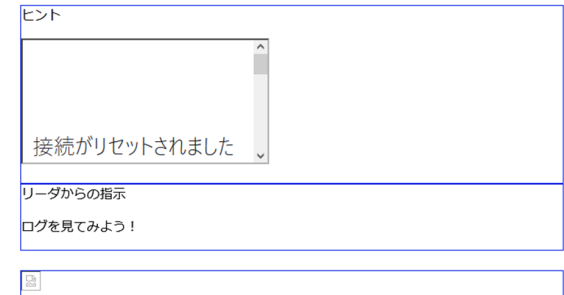 ヒント
接続がリセットされました
リーダからの指示
ログを見てみよう！